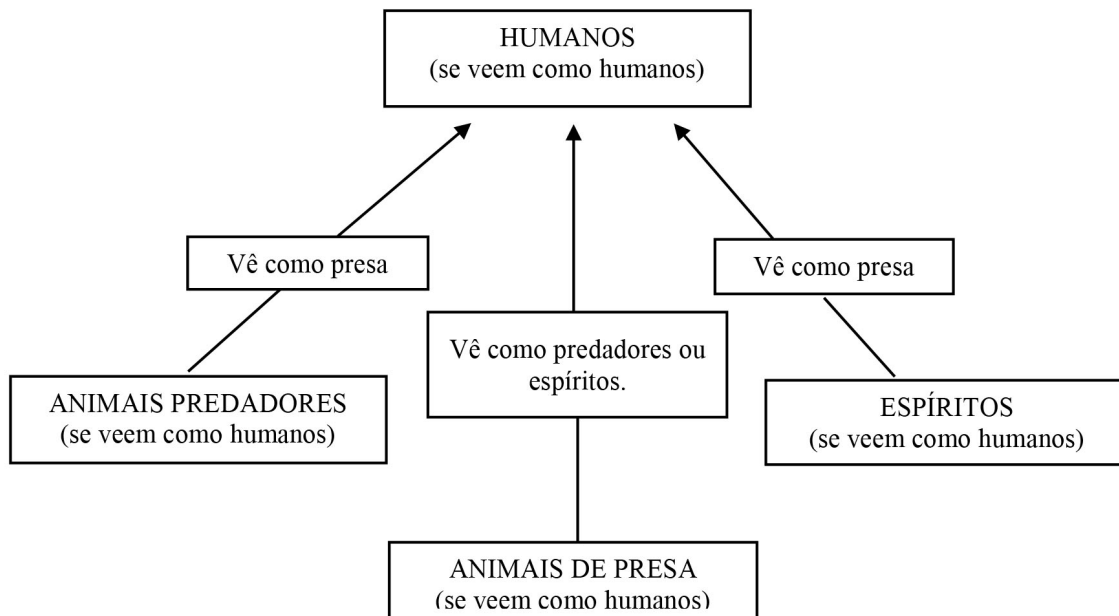 HUMANOS
(se veem como humanos)
Vê como presa
Vê como presa
Vê como predadores ou
espíritos.
ANIMAIS PREDADORES
(se veem como humanos)
ESPÍRITOS
(se veem como humanos)
ANIMAIS DE PRESA
(se veem como humanos)